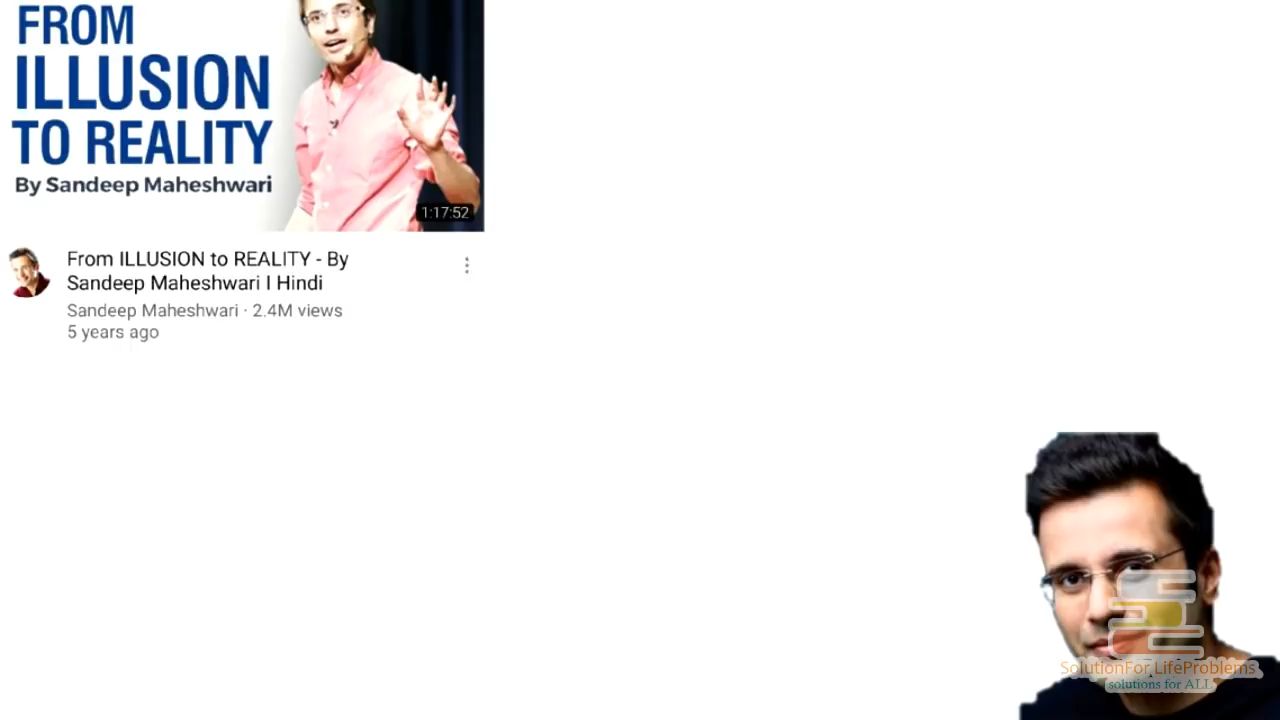 FROM
ILLUSION
TO REALITY
By Sandeep Maheshwari
1:17:52
From ILLUSION to REALITY - By
Sandeep Maheshwari I Hindi
Sandeep Maheshwari · 2.4M views
5 years ago
SolutionFor LifeProblems
solutions for ALL